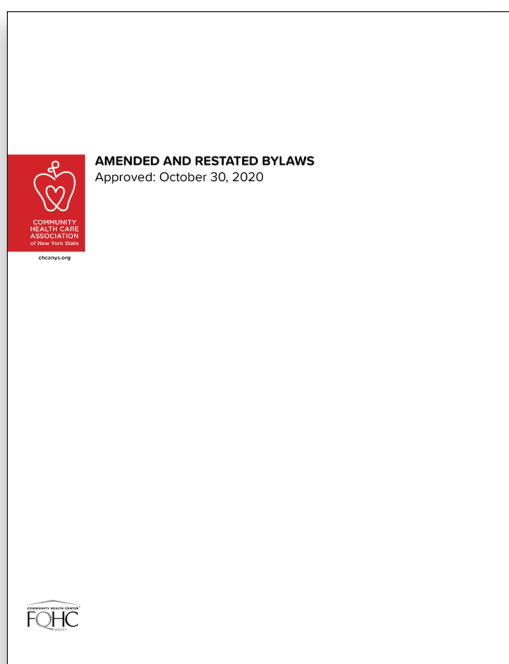 AMENDED AND RESTATED BYLAWS
Approved: October 30, 2020
COMMUNITY
HEALTH CARE
ASSOCIATION
of New York State
chcanys.org
COMMUNITY HEALTH CENTER
FQHC